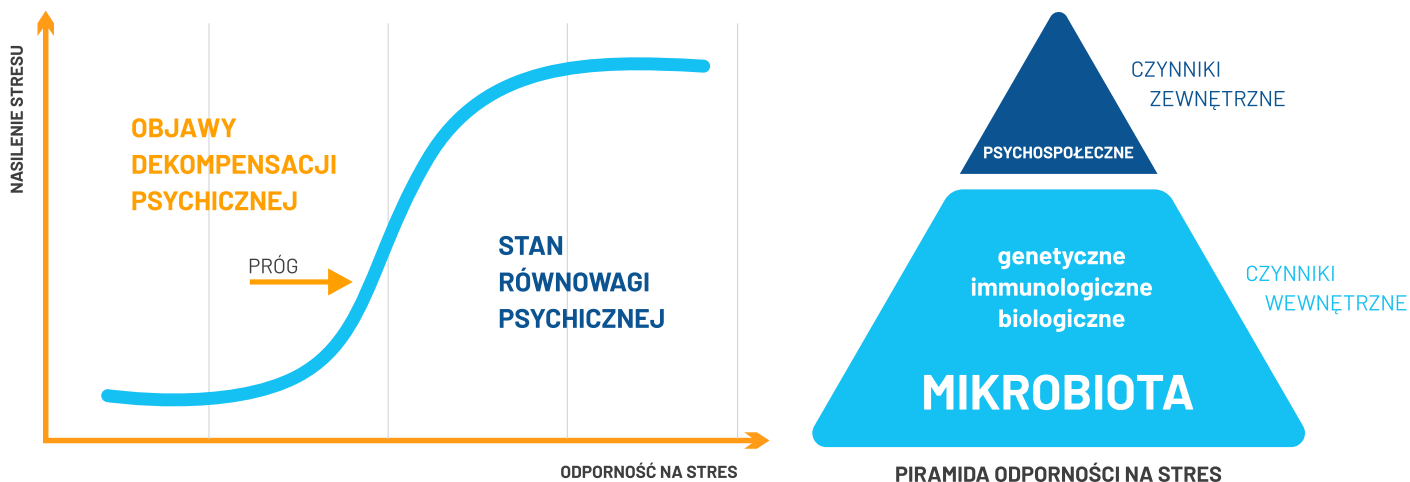 NASILENIE STRESU
OBJAWY
DEKOMPENSACJI
PSYCHICZNEJ
PRÓG
STAN
RÓWNOWAGI
PSYCHICZNEJ
ODPORNOŚĆ NA STRES
CZYNNIKI
ZEWNĘTRZNE
PSYCHOSPOŁECZNE
genetyczne
immunologiczne
biologiczne
MIKROBIOTA
CZYNNIKI
WEWNĘTRZNE
PIRAMIDA ODPORNOŚCI NA STRES